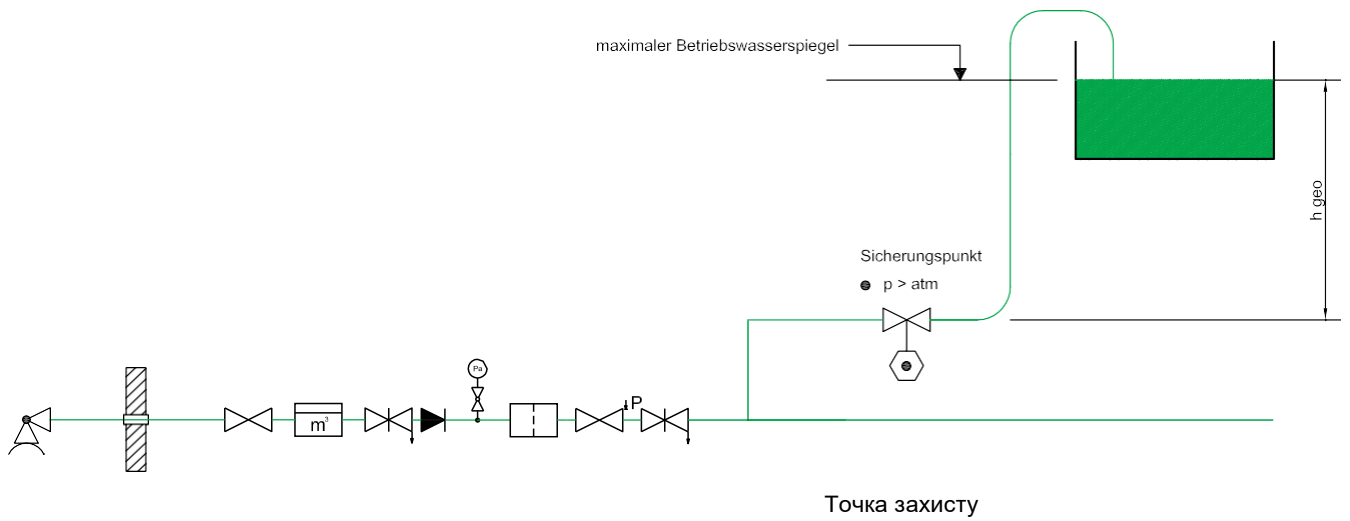 maximaler Betriebswasserspiegel
h geo
Sicherungspunkt
p > atm
Pa
P
m³
Точка захисту